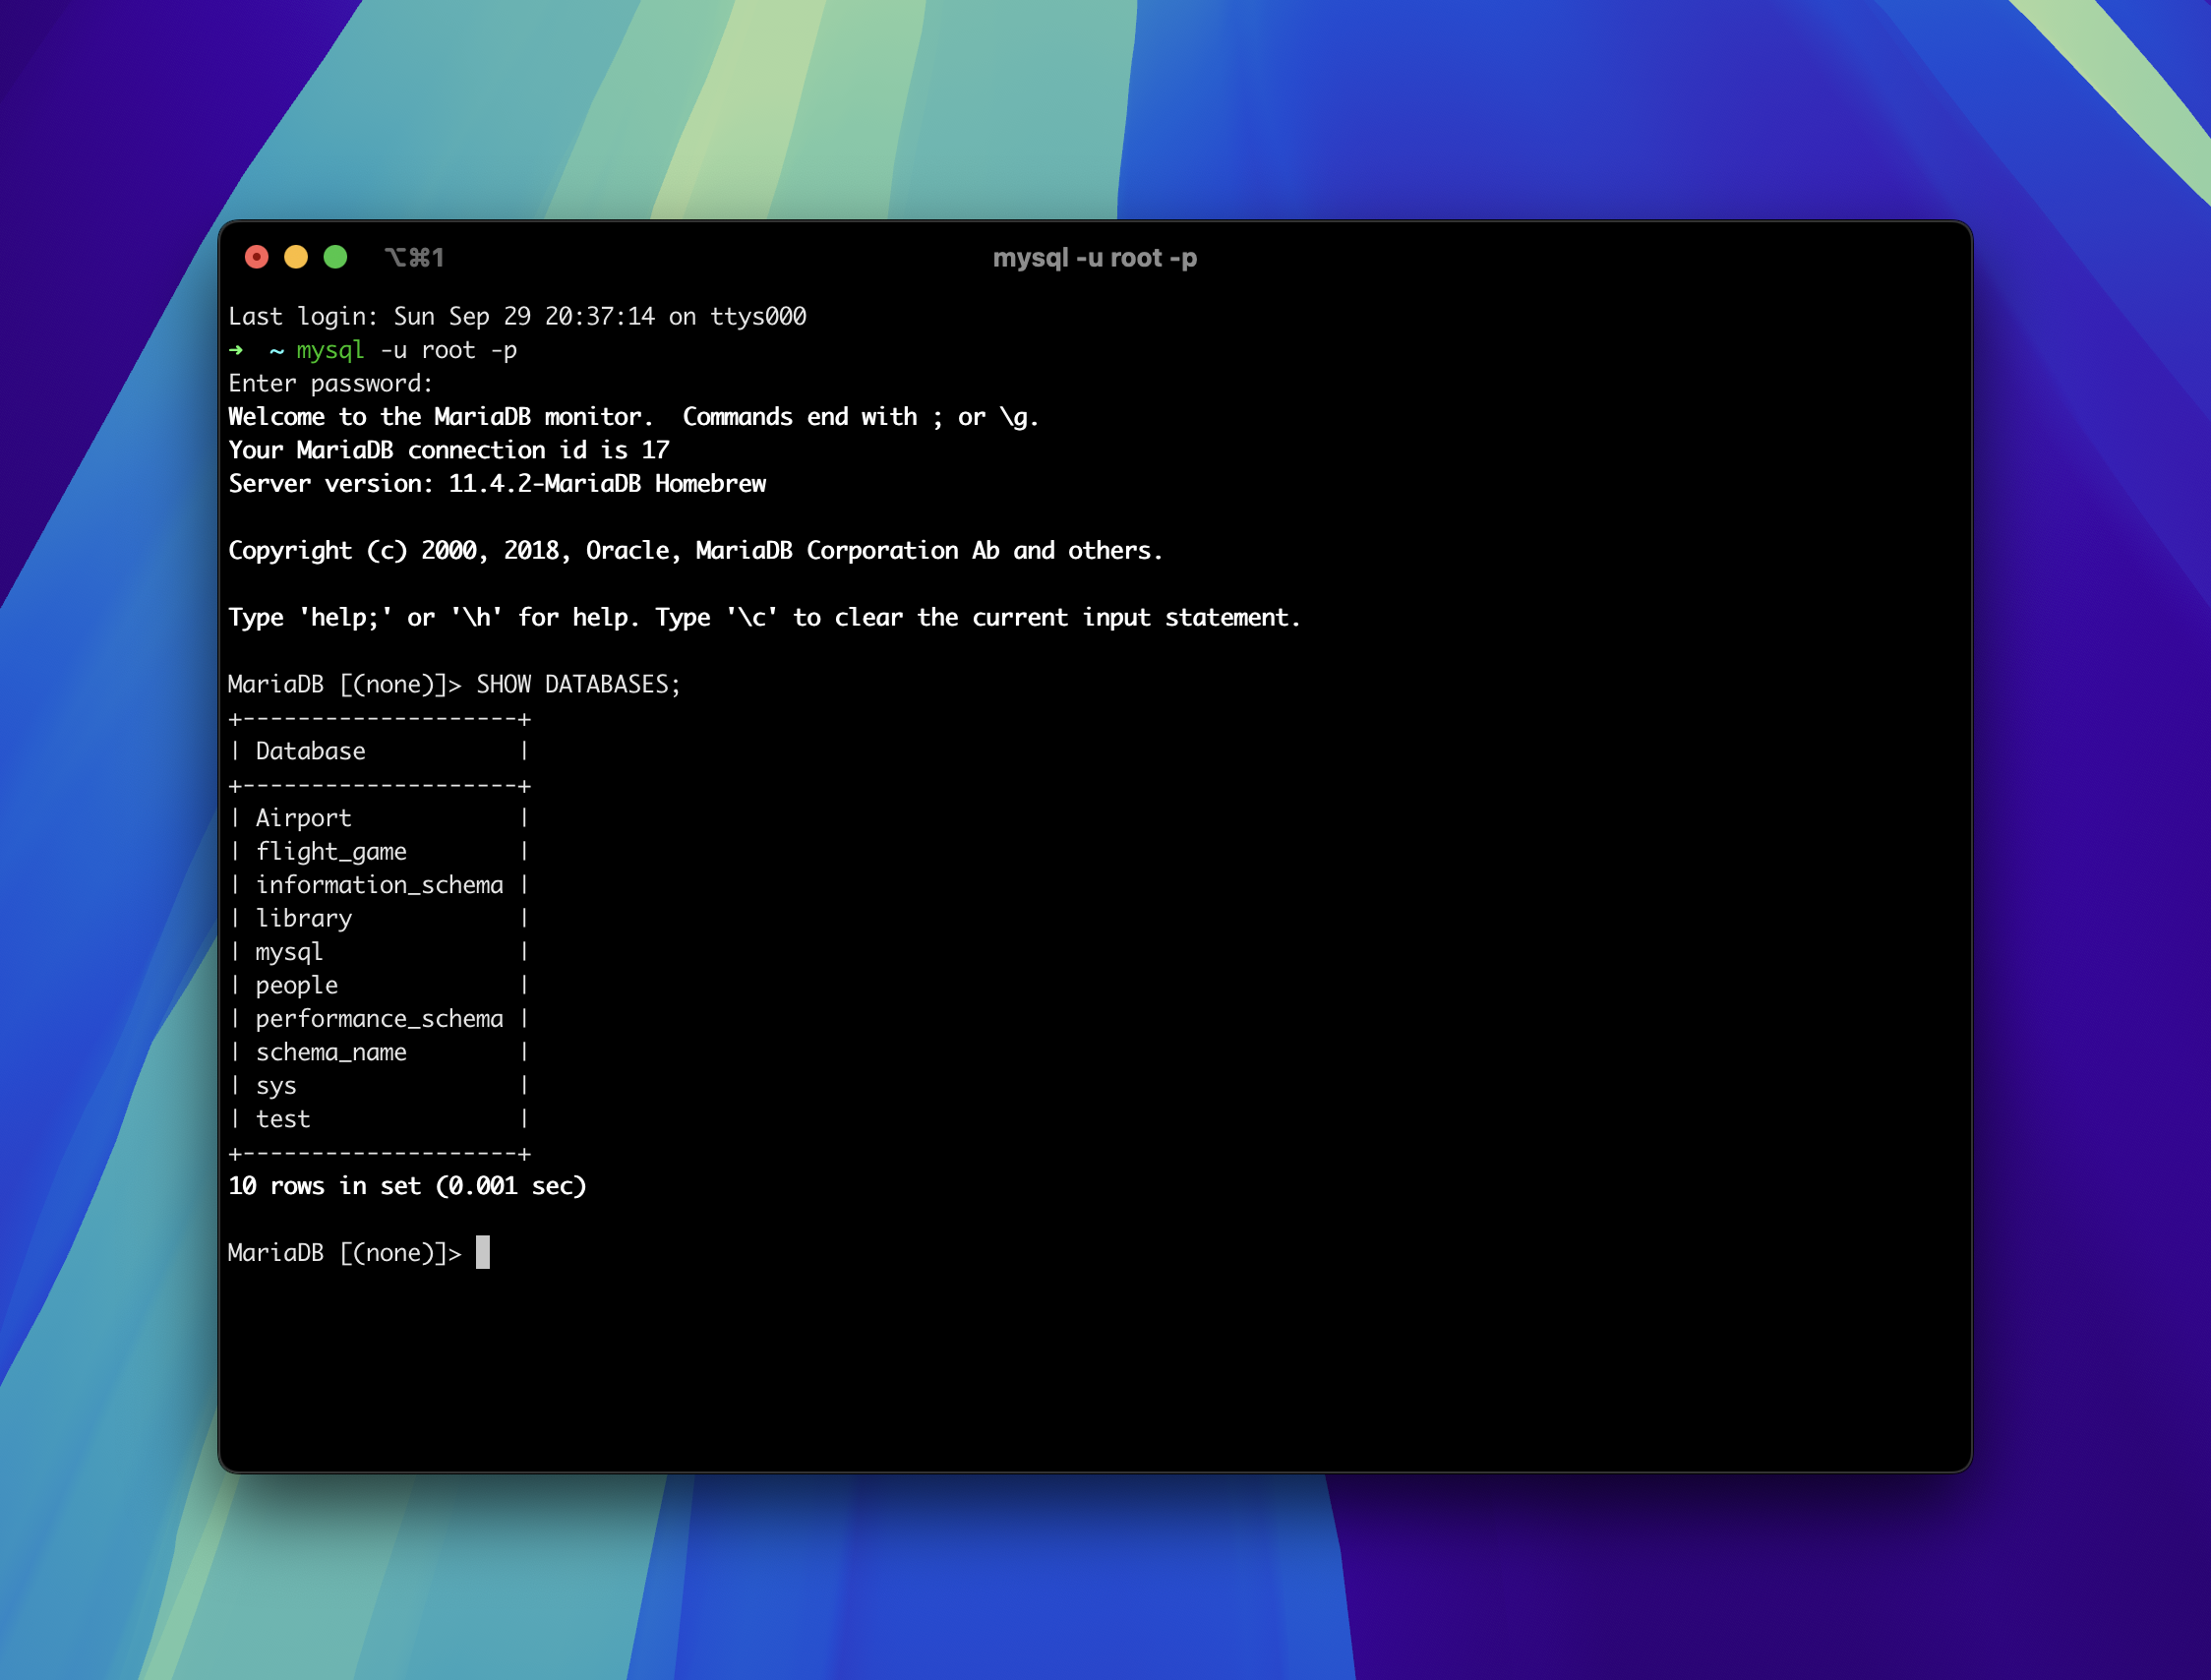 ⌥⌘1 mysql -u root -p
Last login: Sun Sep 29 20:37:14 on ttys000
➜  ~ mysql -u root -p
Enter password:
Welcome to the MariaDB monitor.  Commands end with ; or \g.
Your MariaDB connection id is 17
Server version: 11.4.2-MariaDB Homebrew
Copyright (c) 2000, 2018, Oracle, MariaDB Corporation Ab and others.
Type 'help;' or '\h' for help. Type '\c' to clear the current input statement.
MariaDB [(none)]> SHOW DATABASES;
+--------------------+
| Database           |
+--------------------+
| Airport            |
| flight_game        |
| information_schema |
| library            |
| mysql              |
| people             |
| performance_schema |
| schema_name        |
| sys                |
| test               |
+--------------------+
10 rows in set (0.001 sec)
MariaDB [(none)]>